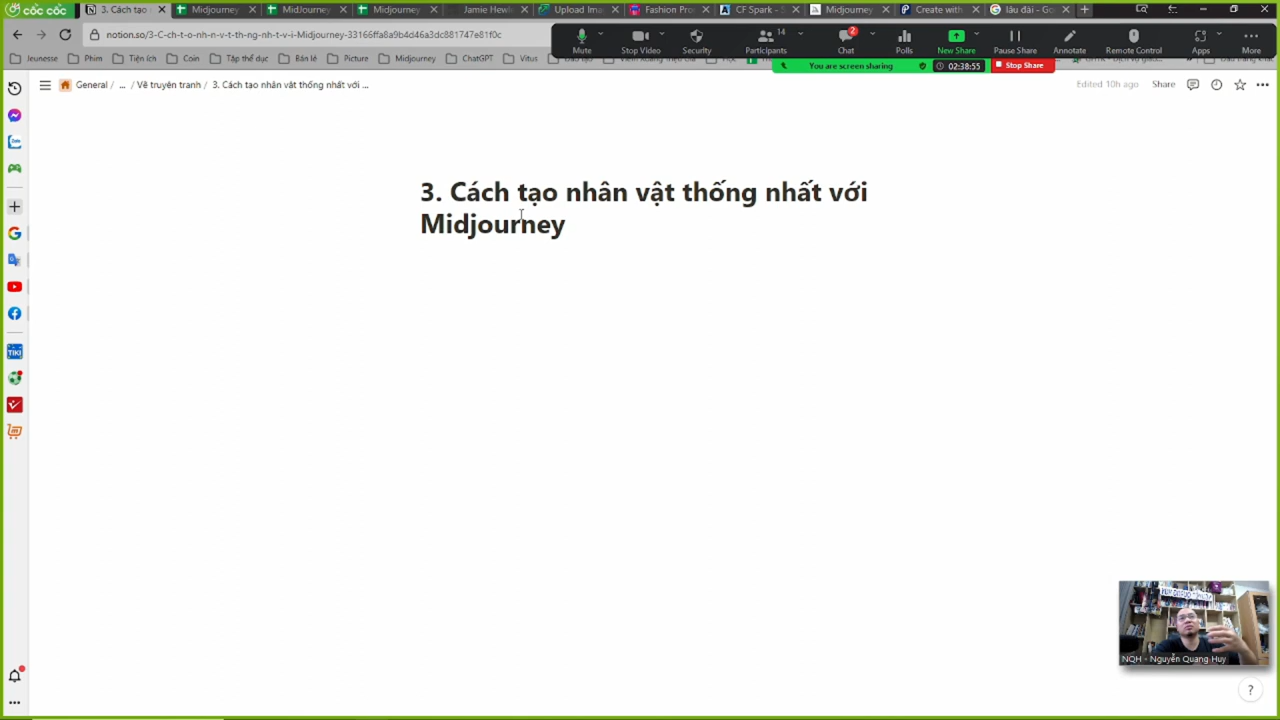 cốc cốc
3. Cách tạo
Midjourney
MidJourney
Midjourney
Jamie Hewle
Upload Ima
Fashion Pro
CF Spark - S
Midjourney
Create with
lâu đài - Go
notion.so/3-C-ch-t-o-nh-n-v-t-th-ng-nh-t-v-i-Midjourney-33166ffa8a9b4d46a3dc881747e81f0c
Mute
Stop Video
Security
Participants
14
Chat
2
Polls
New Share
Pause Share
Annotate
Remote Control
Apps
More
Jeunesse
Phim
Tiện ích
Coin
Tập thể dục
Bán lẻ
Picture
Midjourney
ChatGPT
Vitus
You are screen sharing
02:38:55
Stop Share
General / ... / Vẽ truyện tranh / 3. Cách tạo nhân vật thống nhất với ...
Edited 10h ago
Share
3. Cách tạo nhân vật thống nhất với
Midjourney
TIKI
NQH - Nguyễn Quang Huy
?